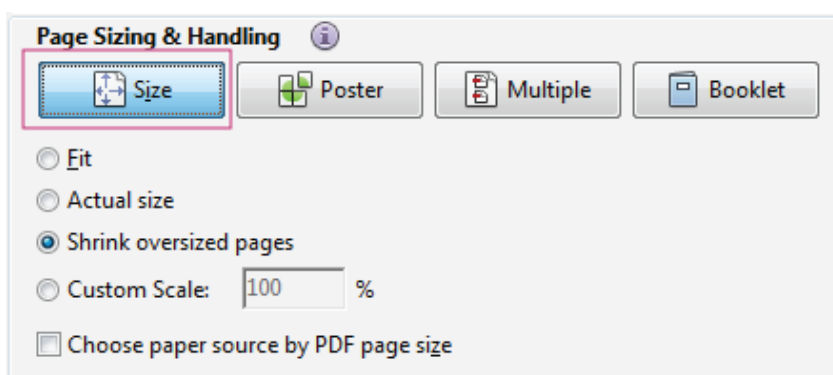 Page Sizing & Handling
Size Poster Multiple Booklet
Fit
Actual size
Shrink oversized pages
Custom Scale: 100 %
Choose paper source by PDF page size